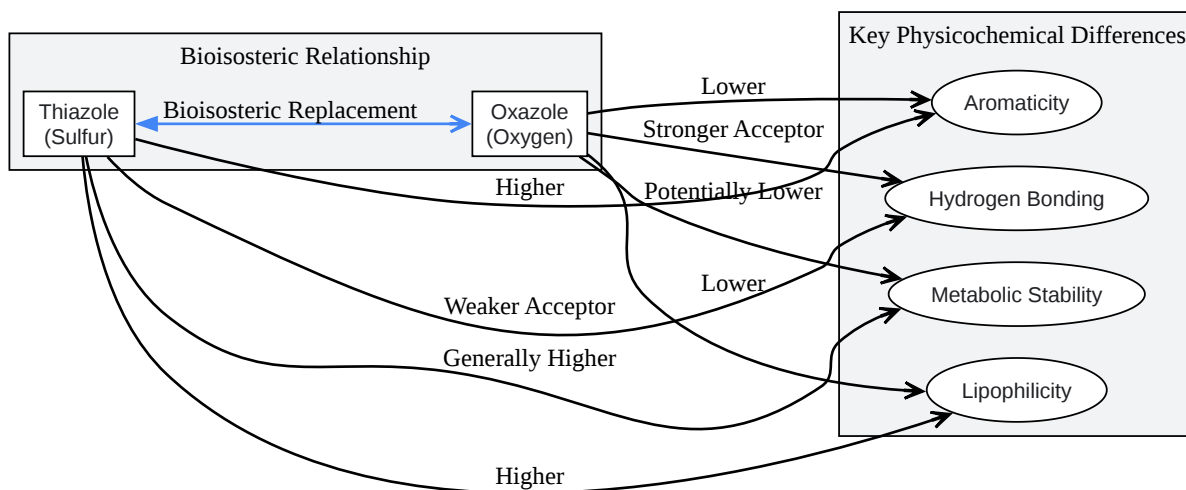 Bioisosteric Relationship
Thiazole
(Sulfur)
Bioisosteric Replacement
Oxazole
(Oxygen)
Key Physicochemical Differences
Lower
Aromaticity
Stronger Acceptor
Higher
Potentially Lower
Hydrogen Bonding
Weaker Acceptor
Lower
Metabolic Stability
Generally Higher
Lipophilicity
Higher